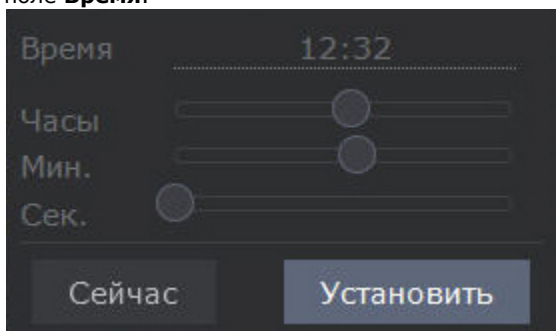 поле Время.
Время 12:32
Часы
Мин.
Сек.
Сейчас Установить